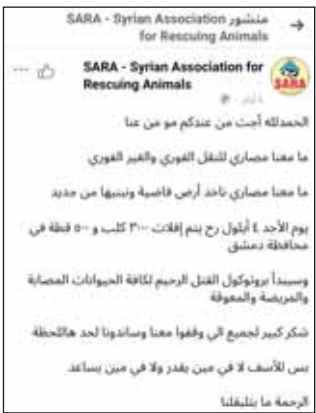 منشور SARA - Syrian Association
for Rescuing Animals
SARA - Syrian Association for
Rescuing Animals
SARA
الحمدلله أجت من عندكم مو من عنا
ما معنا مصاري للنقل الفوري والغير الفوري
ما معنا مصاري ناخد أرض فاضية ونبنيها من جديد
يوم الأحد ٤ أيلول رح يتم إفلات ٣٠٠٠ كلب و ٥٠٠ قطة في
محافظة دمشق
وسيبدأ بروتوكول القتل الرحيم لكافة الحيوانات المصابة
والمريضة والمعوقة
شكر كبير لجميع الي وقفوا معنا وساندونا لحد هاللحظة
بس للأسف لا في مين يقدر ولا في مين يساعد
الرحمة ما بتليقلنا